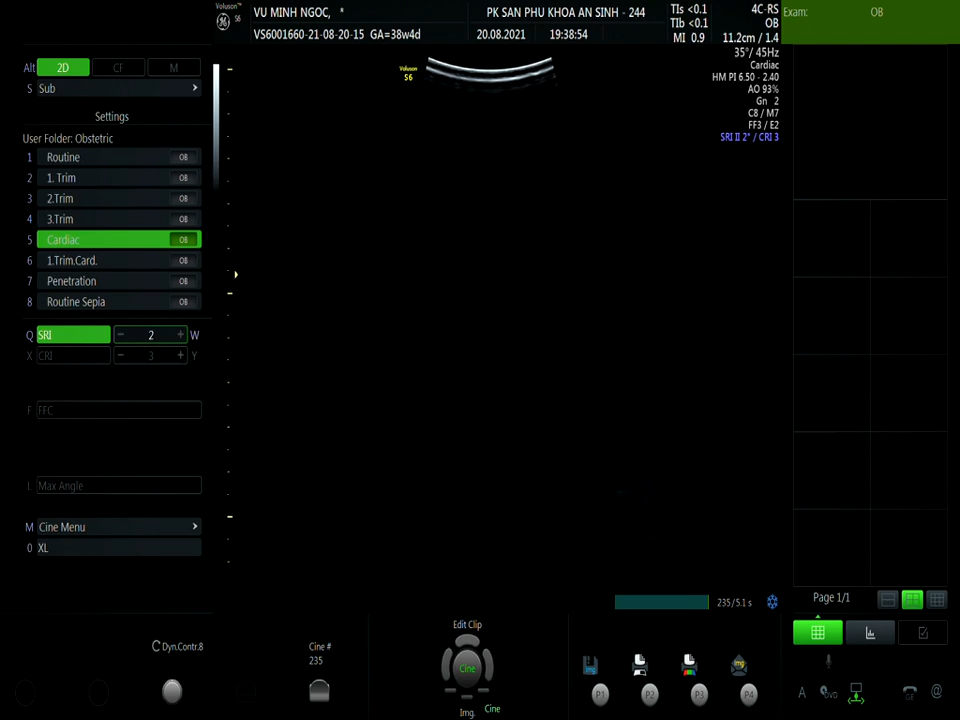 Voluson™
S6
VU MINH NGOC, *
PK SAN PHU KHOA AN SINH - 244
VS6001660-21-08-20-15 GA=38w4d
20.08.2021
19:38:54
TIs <0.1
TIb <0.1
MI 0.9
4C-RS
OB
11.2cm / 1.4
35°/ 45Hz
Cardiac
HM PI 6.50 - 2.40
AO 93%
Gn 2
C8 / M7
FF3 / E2
SRI II 2" / CRI 3
Exam: OB
Voluson
S6
Alt 2D CF M
S Sub >
Settings
User Folder: Obstetric
1 Routine OB
2 1. Trim OB
3 2.Trim OB
4 3.Trim OB
5 Cardiac OB
6 1.Trim.Card. OB
7 Penetration OB
8 Routine Sepia OB
Q SRI − 2 + W
X CRI − 3 + Y
F FFC
L Max Angle
M Cine Menu >
0 XL
235/5.1 s
Page 1/1
C Dyn.Contr.8
Cine #
235
Edit Clip
Cine
Img.
Cine
Img
P1 P2 P3 P4
A DVD GE @